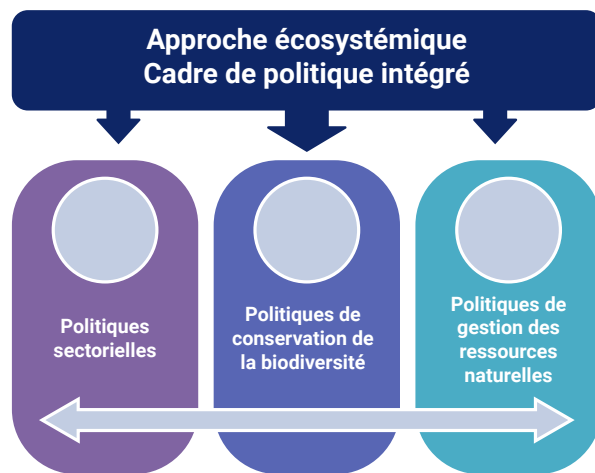 Approche écosystémique
Cadre de politique intégré
Politiques
sectorielles
Politiques de
conservation de
la biodiversité
Politiques de
gestion des
ressources
naturelles